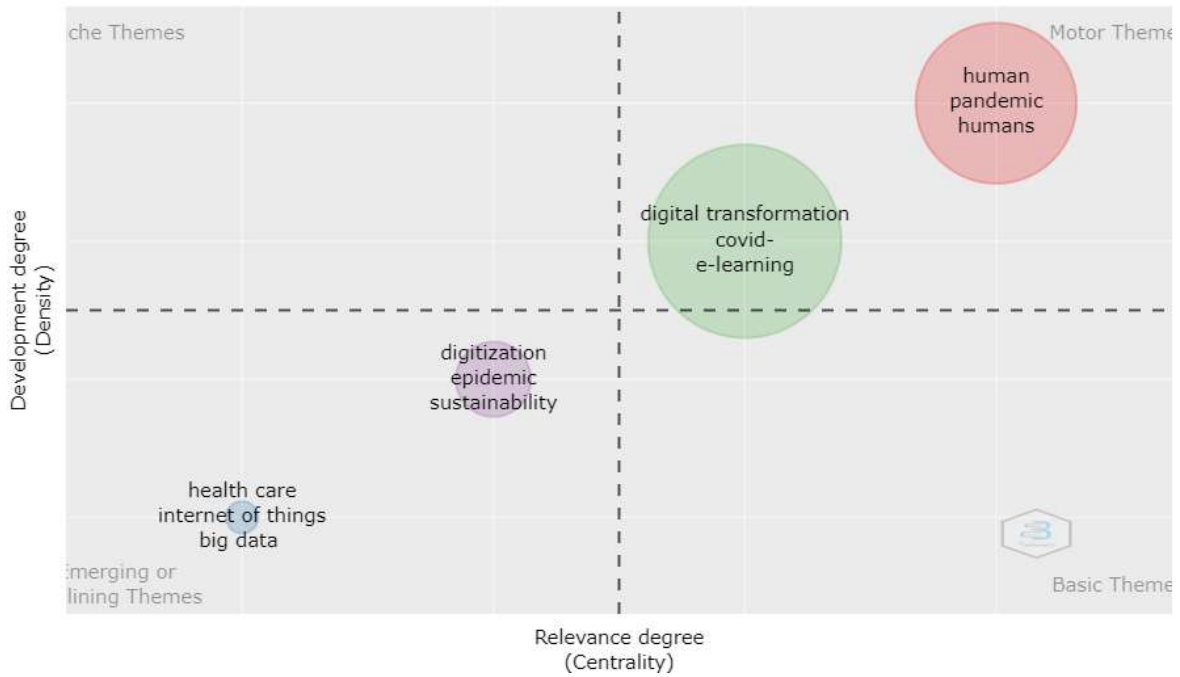 che Themes
Motor Theme
human
pandemic
humans
digital transformation
covid-
e-learning
Development degree
(Density)
digitization
epidemic
sustainability
health care
internet of things
big data
Emerging or
lining Themes
Basic Theme
Relevance degree
(Centrality)